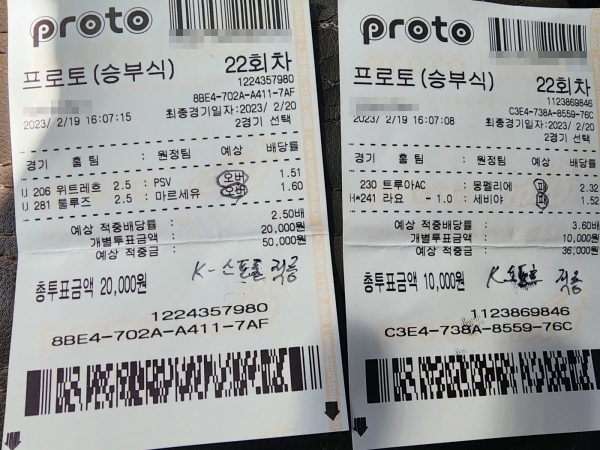 proto
프로토(승부식) 22회차
1224357980
8BE4-702A-A411-7AF
2023/ 2/19 16:07:15 최종경기일자:2023/ 2/20
2경기 선택
경기 홈 팀 : 원정팀 예상 배당률
IJ 206 위트레흐 2.5 : PSV 오버 1.51
IJ 281 툴루즈 2.5 : 마르세유 오버 1.60
예상 적중배당률 : 2.50배
개별투표금액 : 20,000원
예상 적중금 : 50,000원
K-스토틀 적중
총투표금액 20,000원
1224357980
8BE4-702A-A411-7AF
proto
프로토(승부식) 22회차
1123869846
C3E4-738A-8559-76C
2023/ 2/19 16:07:08 최종경기일자:2023/ 2/20
2경기 선택
경기 홈 팀 : 원정팀 예상 배당률
230 트루아AC : 몽펠리에 패 2.32
H*241 라요 - 1.0 : 세비야 패 1.52
예상 적중배당률 : 3.60배
개별투표금액 : 10,000원
예상 적중금 : 36,000원
적중
총투표금액 10,000원
1123869846
C3E4-738A-8559-76C